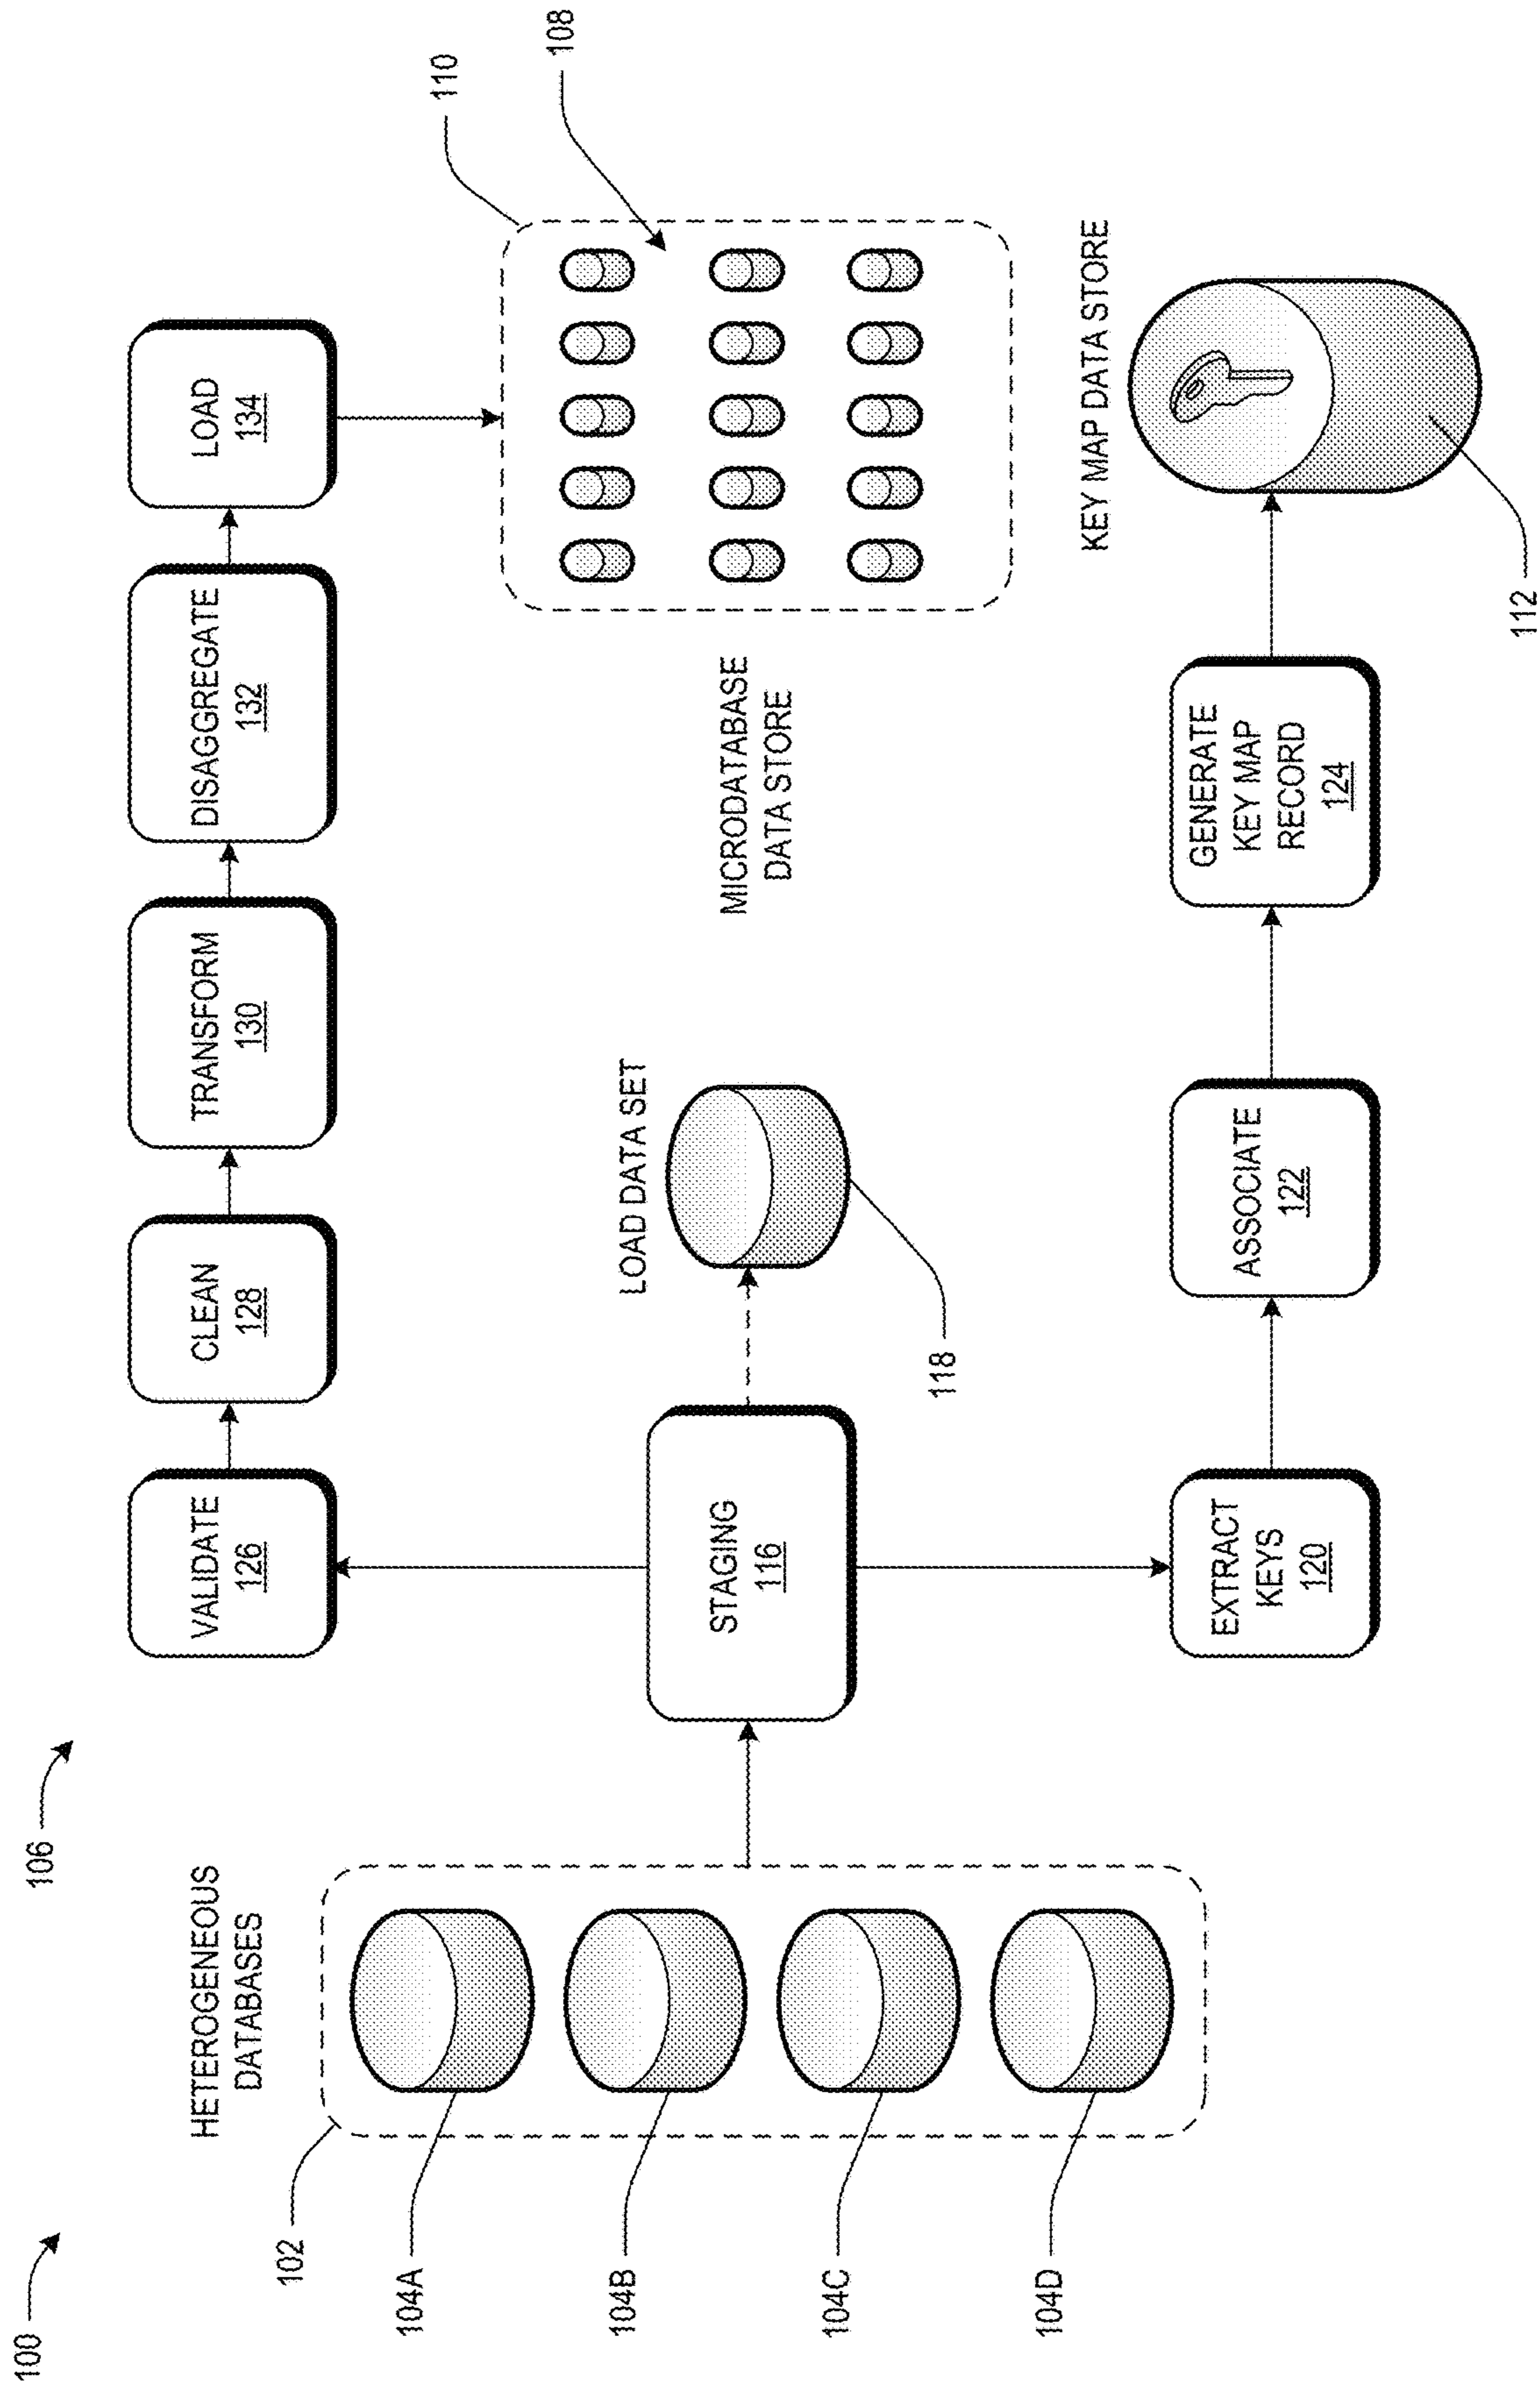 100
106
HETEROGENEOUS
DATABASES
102
104A
104B
104C
104D
STAGING
116
LOAD DATA SET
118
VALIDATE
126
CLEAN
128
TRANSFORM
130
DISAGGREGATE
132
LOAD
134
110
108
MICRODATABASE
DATA STORE
EXTRACT
KEYS
120
ASSOCIATE
122
GENERATE
KEY MAP
RECORD
124
KEY MAP DATA STORE
112